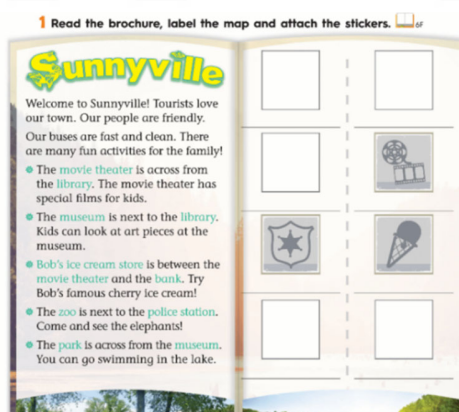 1 Read the brochure, label the map and attach the stickers.
Sunnyville
Welcome to Sunnyville! Tourists love
our town. Our people are friendly.
Our buses are fast and clean. There
are many fun activities for the family!
The movie theater is across from
the library. The movie theater has
special films for kids.
The museum is next to the library.
Kids can look at art pieces at the
museum.
Bob's ice cream store is between the
movie theater and the bank. Try
Bob's famous cherry ice cream!
The zoo is next to the police station.
Come and see the elephants!
The park is across from the museum.
You can go swimming in the lake.